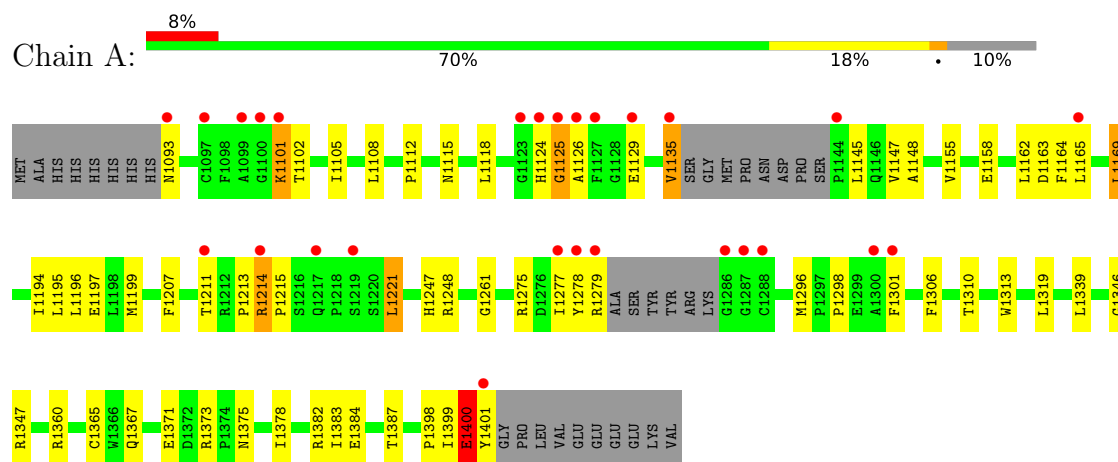 8%
Chain A:
70% 18% • 10%
MET ALA HIS HIS HIS HIS HIS HIS N1093 C1097 F1098 A1099 G1100 K1101 T1102 I1105 L1108 P1112 N1115 L1118 G1123 H1124 G1125 A1126 F1127 G1128 E1129 V1135 SER GLY MET PRO ASN ASP PRO SER P1144 L1145 Q1146 V1147 A1148 V1155 E1158 L1162 D1163 F1164 L1165 L1169
I1194 L1195 L1196 E1197 L1198 M1199 F1207 T1211 R1212 P1213 R1214 P1215 S1216 Q1217 P1218 S1219 S1220 L1221 H1247 R1248 G1261 R1275 D1276 I1277 Y1278 R1279 ALA SER TYR TYR ARG LYS G1286 G1287 C1288 M1296 P1297 P1298 E1299 A1300 F1301 F1306 T1310 W1313 L1319 L1339 G1346
R1347 R1360 C1365 W1366 Q1367 E1371 D1372 R1373 P1374 N1375 I1378 R1382 I1383 E1384 T1387 P1398 I1399 E1400 Y1401 GLY PRO LEU VAL GLU GLU GLU GLU LYS VAL